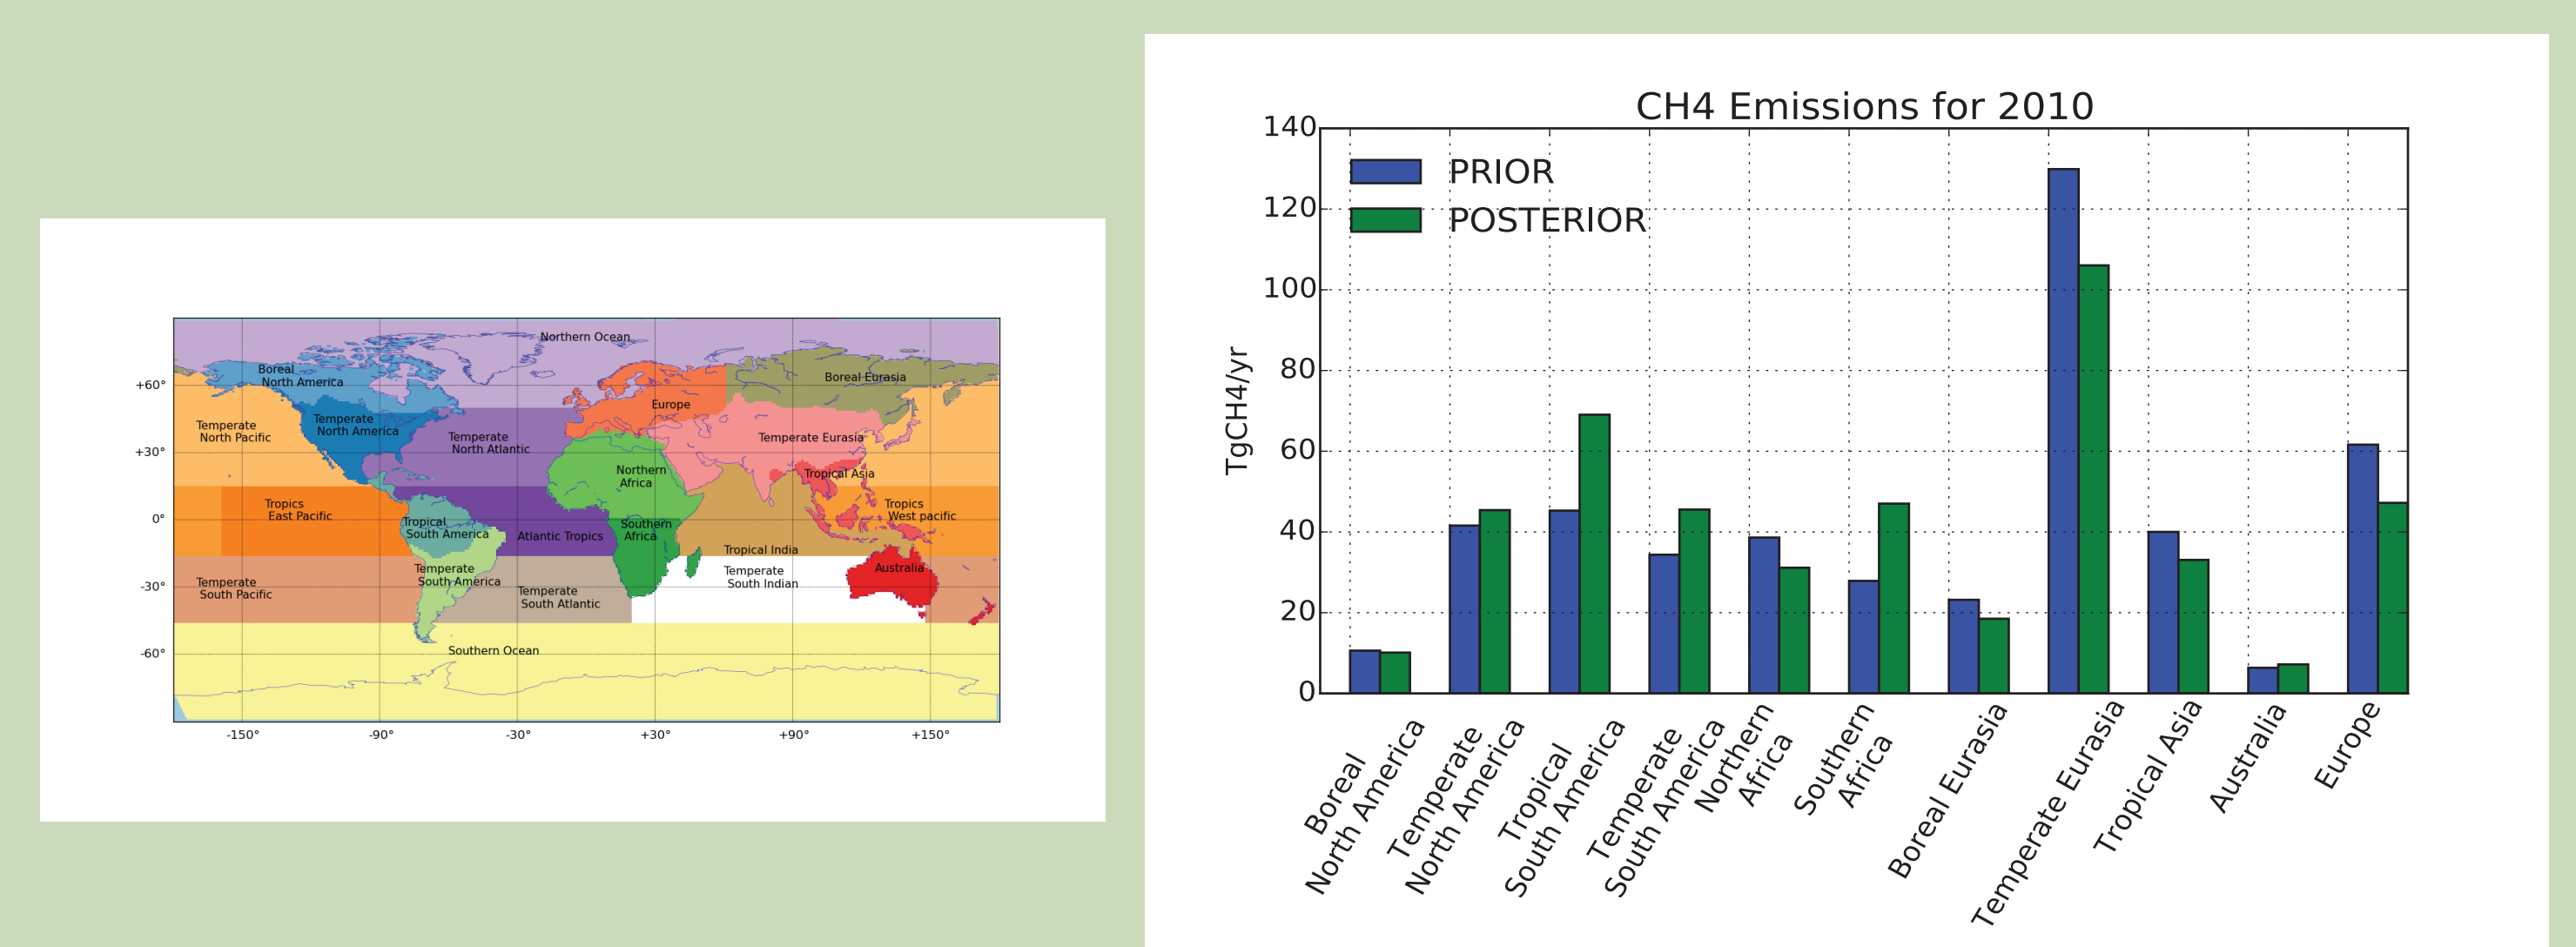 Northern Ocean
Boreal
North America
Boreal Eurasia
+60°
Europe
Temperate
North America
Temperate
North Pacific
Temperate
North Atlantic
Temperate Eurasia
+30°
Northern
Africa
Tropical Asia
Tropics
East Pacific
Tropics
West pacific
0°
Tropical
South America
Southern
Africa
Atlantic Tropics
Tropical India
Temperate
South America
Temperate
South Indian
Australia
Temperate
South Pacific
-30°
Temperate
South Atlantic
Southern Ocean
-60°
-150°
-90°
-30°
+30°
+90°
+150°
CH4 Emissions for 2010
PRIOR
POSTERIOR
TgCH4/yr
140
120
100
80
60
40
20
0
Boreal
North America
Temperate
North America
Tropical
South America
Temperate
South America
Northern
Africa
Southern
Africa
Boreal Eurasia
Temperate Eurasia
Tropical Asia
Australia
Europe